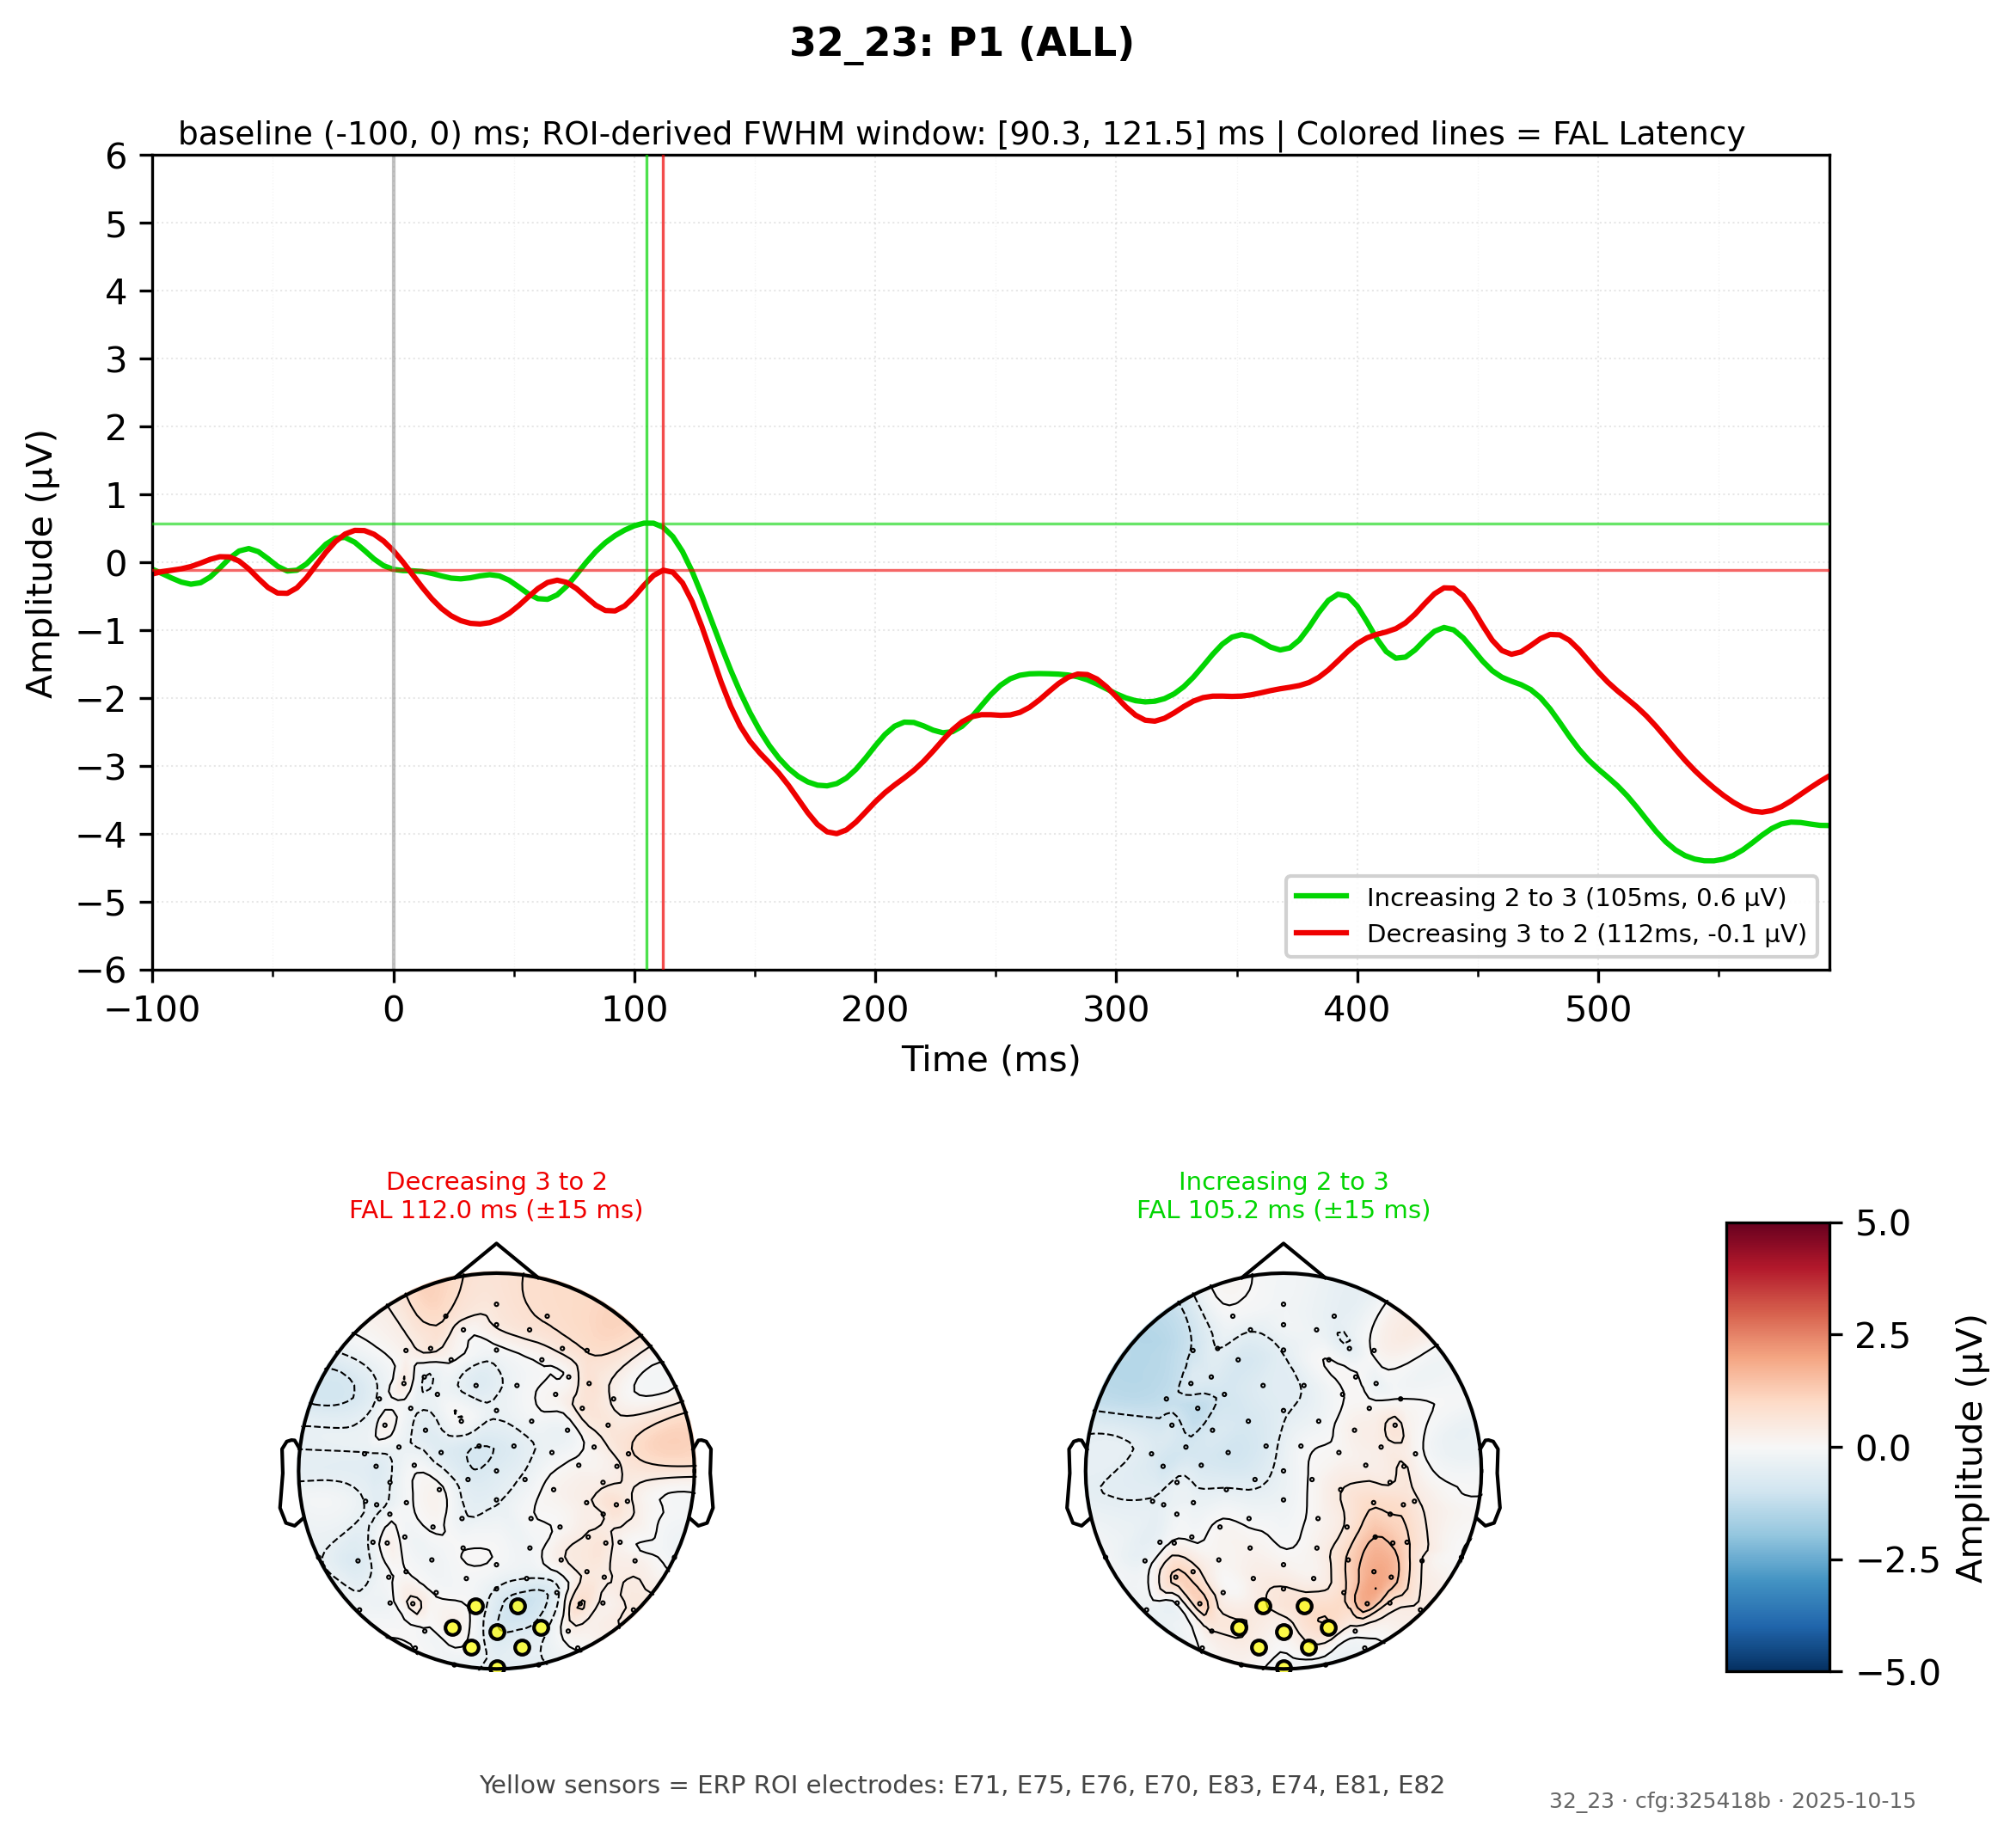 32_23: P1 (ALL)
baseline (-100, 0) ms; ROI-derived FWHM window: [90.3, 121.5] ms | Colored lines = FAL Latency
Amplitude (µV)
6
5
4
3
2
1
0
−1
−2
−3
−4
−5
−6
−100
0
100
200
300
400
500
Time (ms)
Increasing 2 to 3 (105ms, 0.6 µV)
Decreasing 3 to 2 (112ms, -0.1 µV)
Decreasing 3 to 2
FAL 112.0 ms (±15 ms)
Increasing 2 to 3
FAL 105.2 ms (±15 ms)
5.0
2.5
0.0
−2.5
−5.0
Amplitude (µV)
Yellow sensors = ERP ROI electrodes: E71, E75, E76, E70, E83, E74, E81, E82
32_23 · cfg:325418b · 2025-10-15